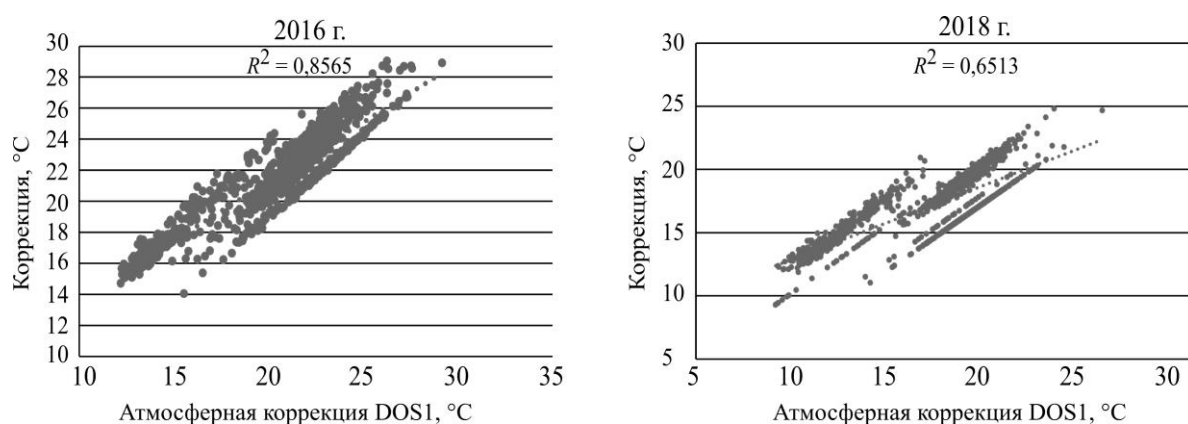 2016 г.
R² = 0,8565
30
28
26
24
22
20
18
16
14
12
10
10 15 20 25 30 35
Коррекция, °C
Атмосферная коррекция DOS1, °C
2018 г.
R² = 0,6513
30
25
20
15
10
5
5 10 15 20 25 30
Коррекция, °C
Атмосферная коррекция DOS1, °C